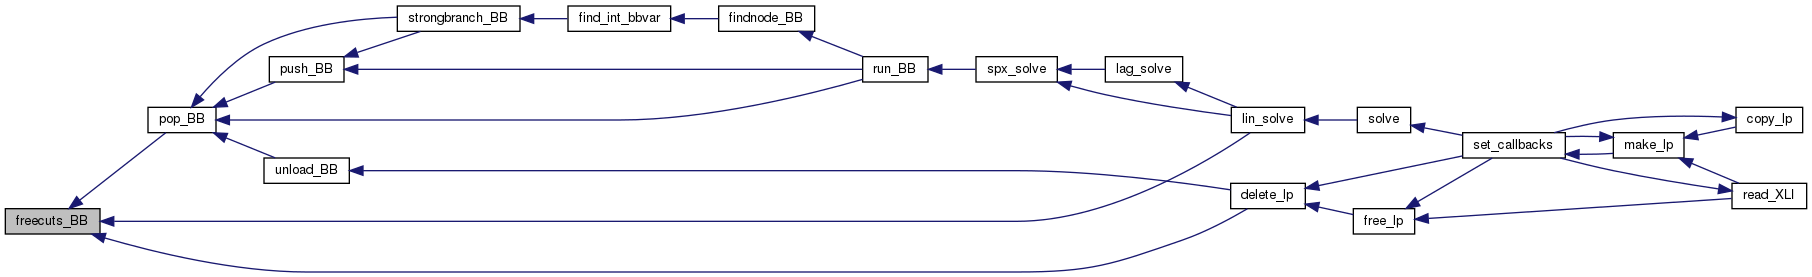 strongbranch_BB
find_int_bbvar
findnode_BB
push_BB
run_BB
spx_solve
lag_solve
pop_BB
lin_solve
solve
copy_lp
set_callbacks
make_lp
unload_BB
delete_lp
read_XLI
freecuts_BB
free_lp